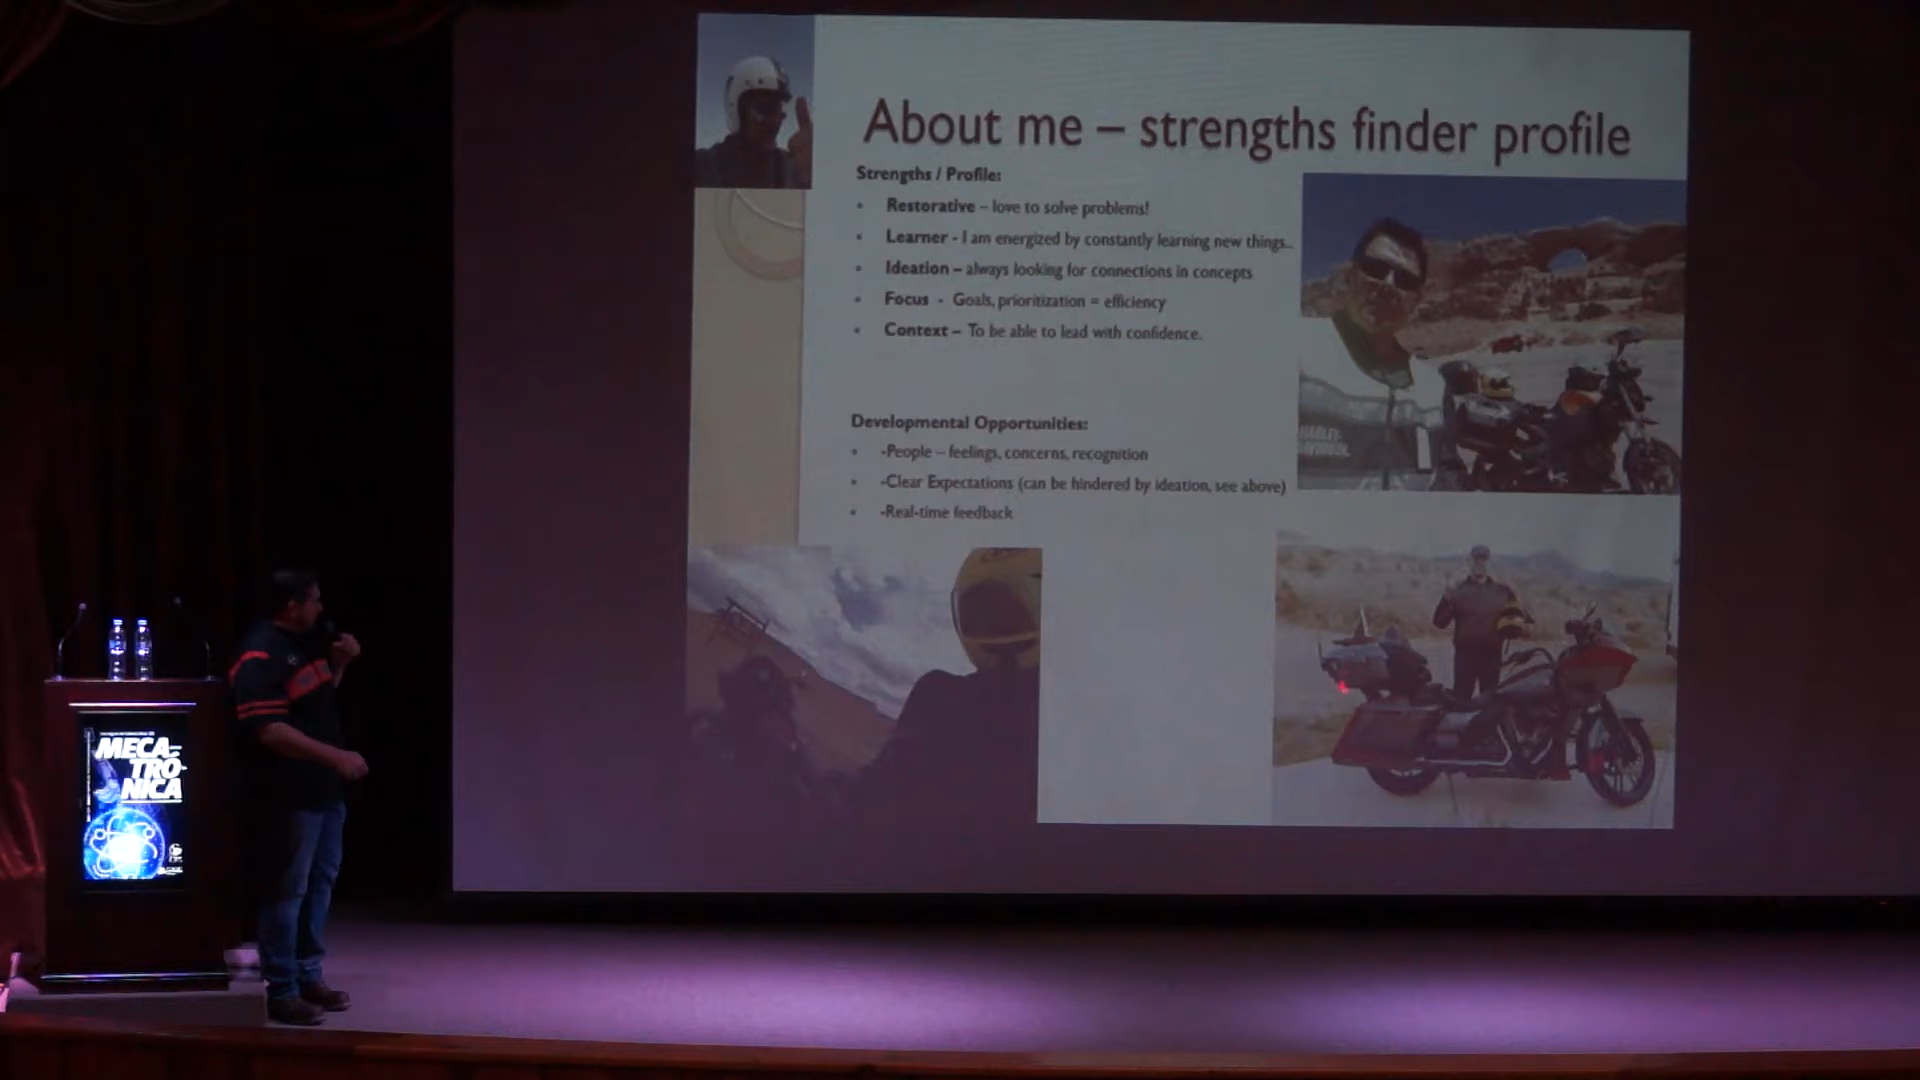 About me – strengths finder profile
Strengths / Profile:
• Restorative – love to solve problems!
• Learner - I am energized by constantly learning new things..
• Ideation – always looking for connections in concepts
• Focus - Goals, prioritization = efficiency
• Context – To be able to lead with confidence.
Developmental Opportunities:
• -People – feelings, concerns, recognition
• -Clear Expectations (can be hindered by ideation, see above)
• -Real-time feedback
MECA-
TRÓ-
NICA